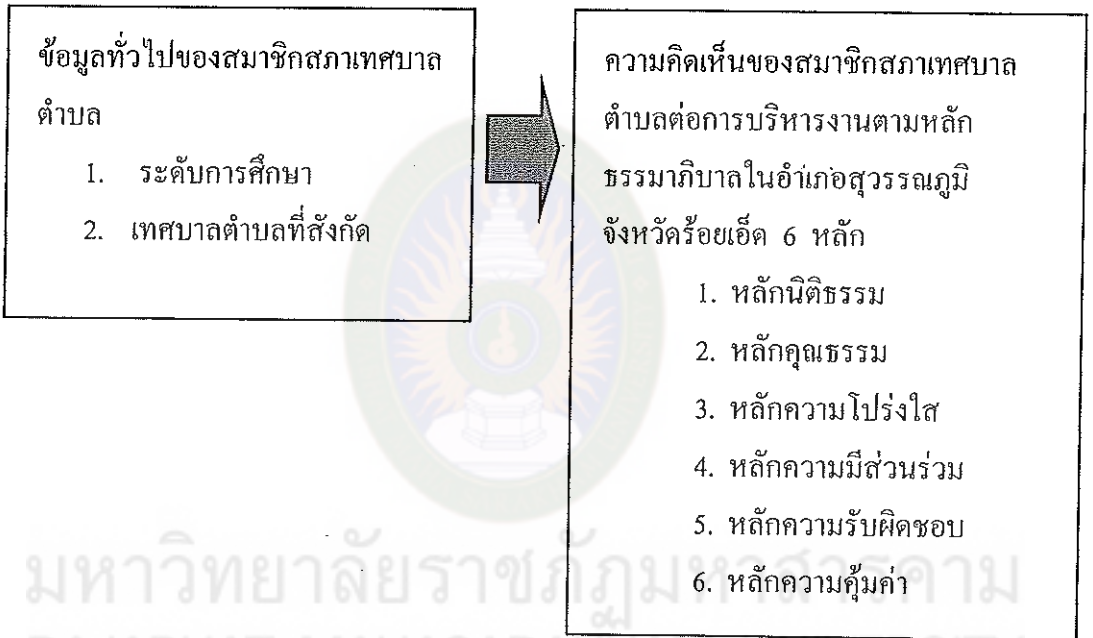 ข้อมูลทั่วไปของสมาชิกสภาเทศบาล
ตำบล
1. ระดับการศึกษา
2. เทศบาลตำบลที่สังกัด
ความคิดเห็นของสมาชิกสภาเทศบาล
ตำบลต่อการบริหารงานตามหลัก
ธรรมาภิบาลในอำเภอสุวรรณภูมิ
จังหวัดร้อยเอ็ด 6 หลัก
1. หลักนิติธรรม
2. หลักคุณธรรม
3. หลักความโปร่งใส
4. หลักความมีส่วนร่วม
5. หลักความรับผิดชอบ
6. หลักความคุ้มค่า
มหาวิทยาลัยราชภัฏมหาสารคาม